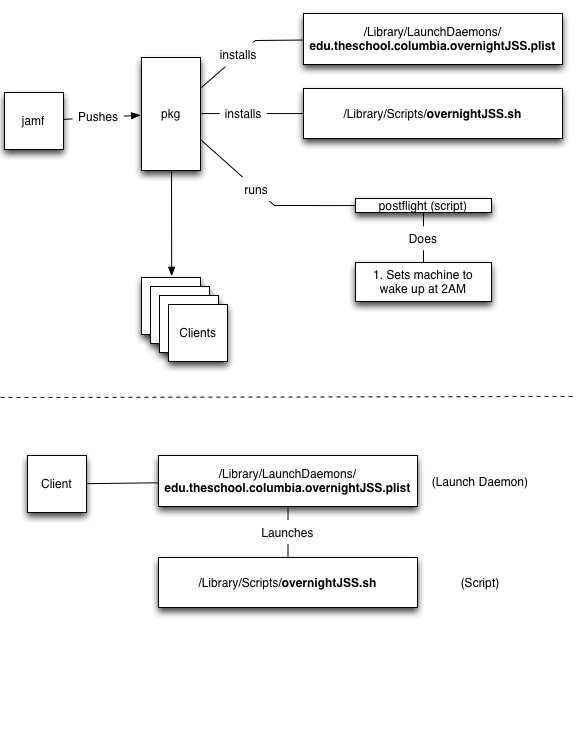 /Library/LaunchDaemons/
edu.theschool.columbia.overnightJSS.plist
installs
jamf
Pushes
pkg
installs
/Library/Scripts/overnightJSS.sh
runs
postflight (script)
Does
1. Sets machine to
wake up at 2AM
Clients
Client
/Library/LaunchDaemons/
edu.theschool.columbia.overnightJSS.plist
(Launch Daemon)
Launches
/Library/Scripts/overnightJSS.sh
(Script)